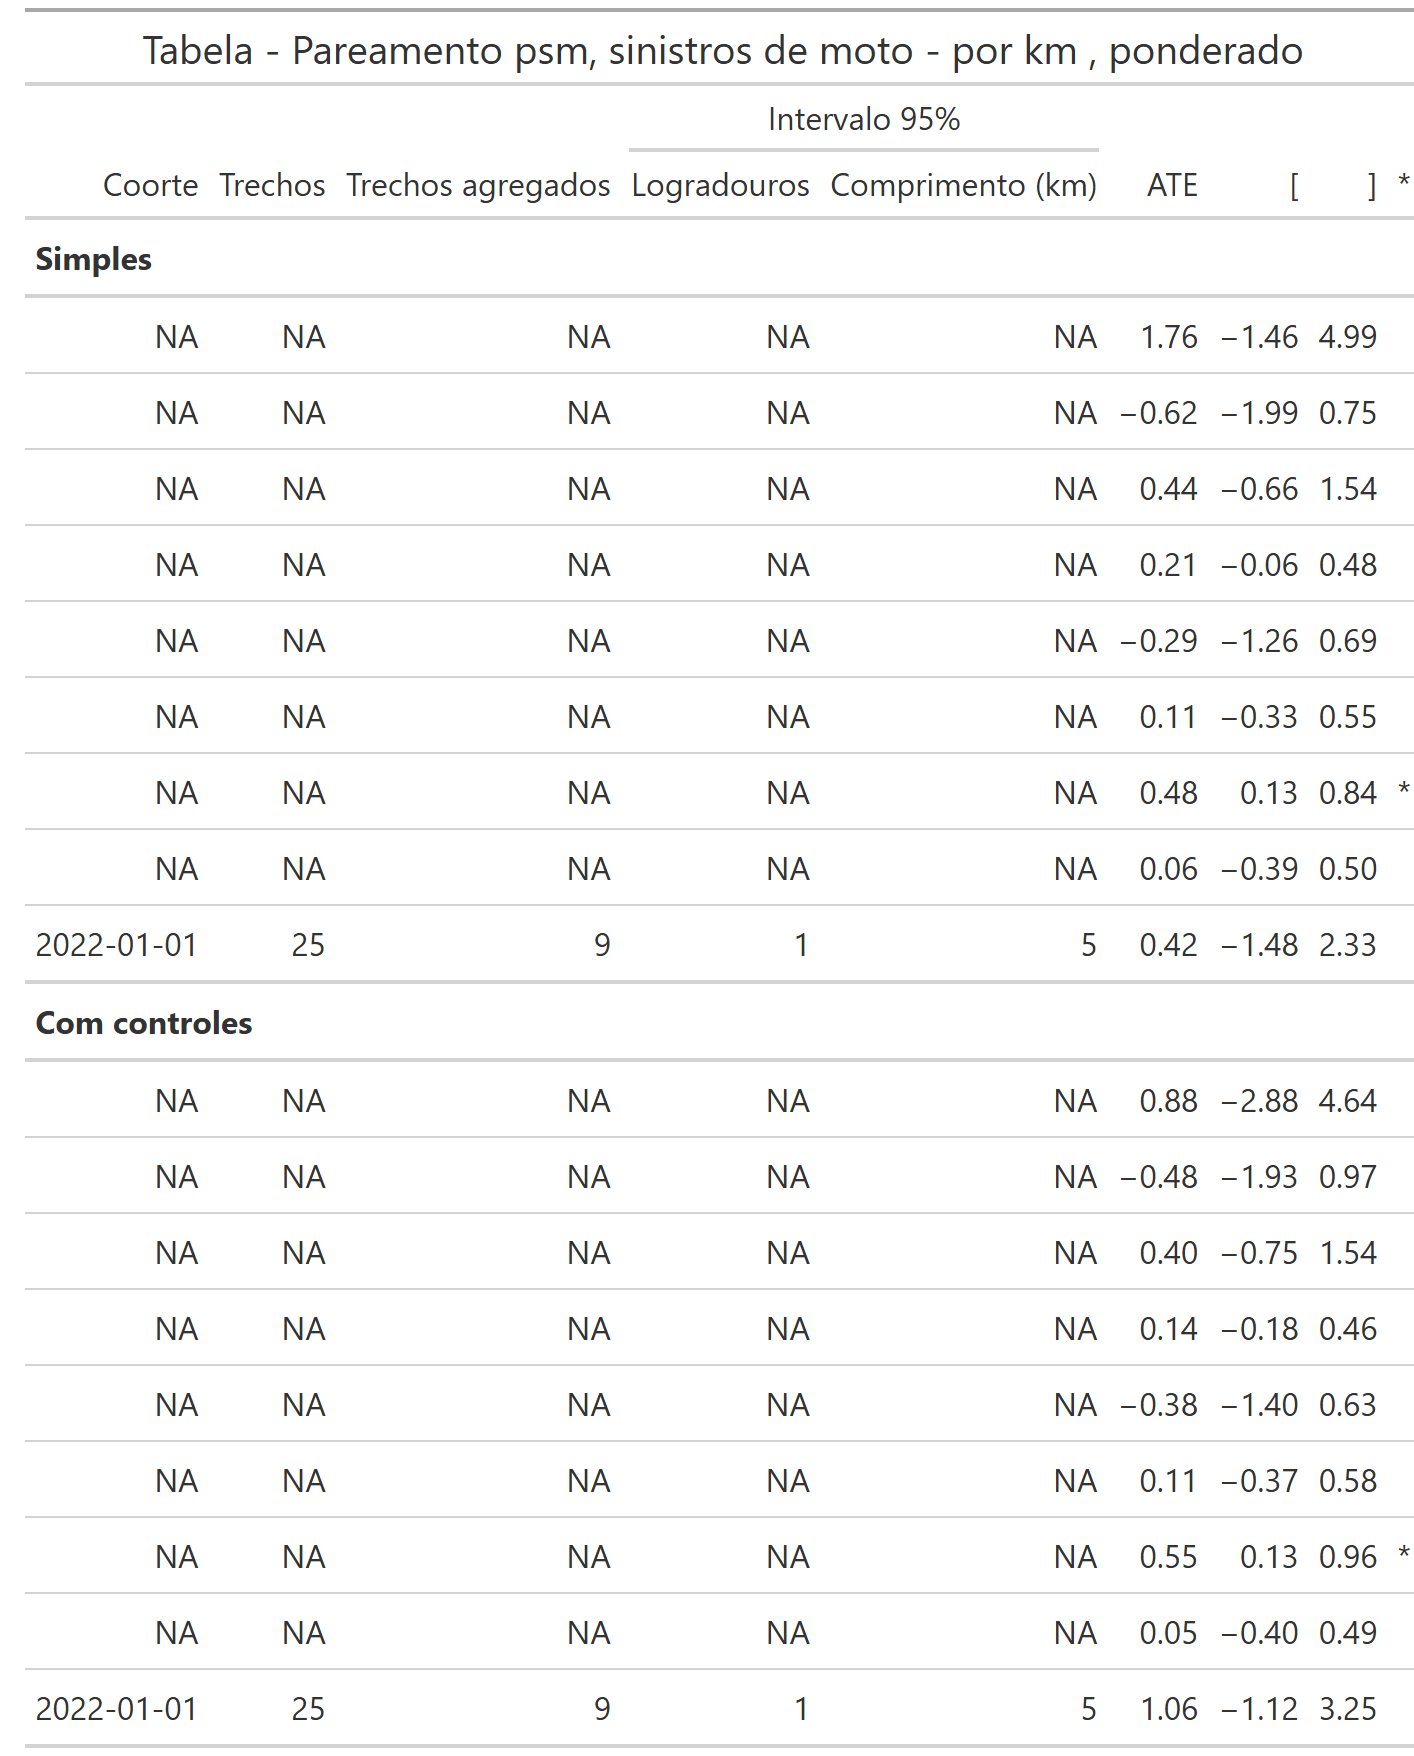 Tabela - Pareamento psm, sinistros de moto - por km , ponderado
Intervalo 95%
Coorte Trechos Trechos agregados Logradouros Comprimento (km) ATE [ ] *
Simples
NA NA NA NA NA 1.76 −1.46 4.99
NA NA NA NA NA −0.62 −1.99 0.75
NA NA NA NA NA 0.44 −0.66 1.54
NA NA NA NA NA 0.21 −0.06 0.48
NA NA NA NA NA −0.29 −1.26 0.69
NA NA NA NA NA 0.11 −0.33 0.55
NA NA NA NA NA 0.48 0.13 0.84 *
NA NA NA NA NA 0.06 −0.39 0.50
2022-01-01 25 9 1 5 0.42 −1.48 2.33
Com controles
NA NA NA NA NA 0.88 −2.88 4.64
NA NA NA NA NA −0.48 −1.93 0.97
NA NA NA NA NA 0.40 −0.75 1.54
NA NA NA NA NA 0.14 −0.18 0.46
NA NA NA NA NA −0.38 −1.40 0.63
NA NA NA NA NA 0.11 −0.37 0.58
NA NA NA NA NA 0.55 0.13 0.96 *
NA NA NA NA NA 0.05 −0.40 0.49
2022-01-01 25 9 1 5 1.06 −1.12 3.25